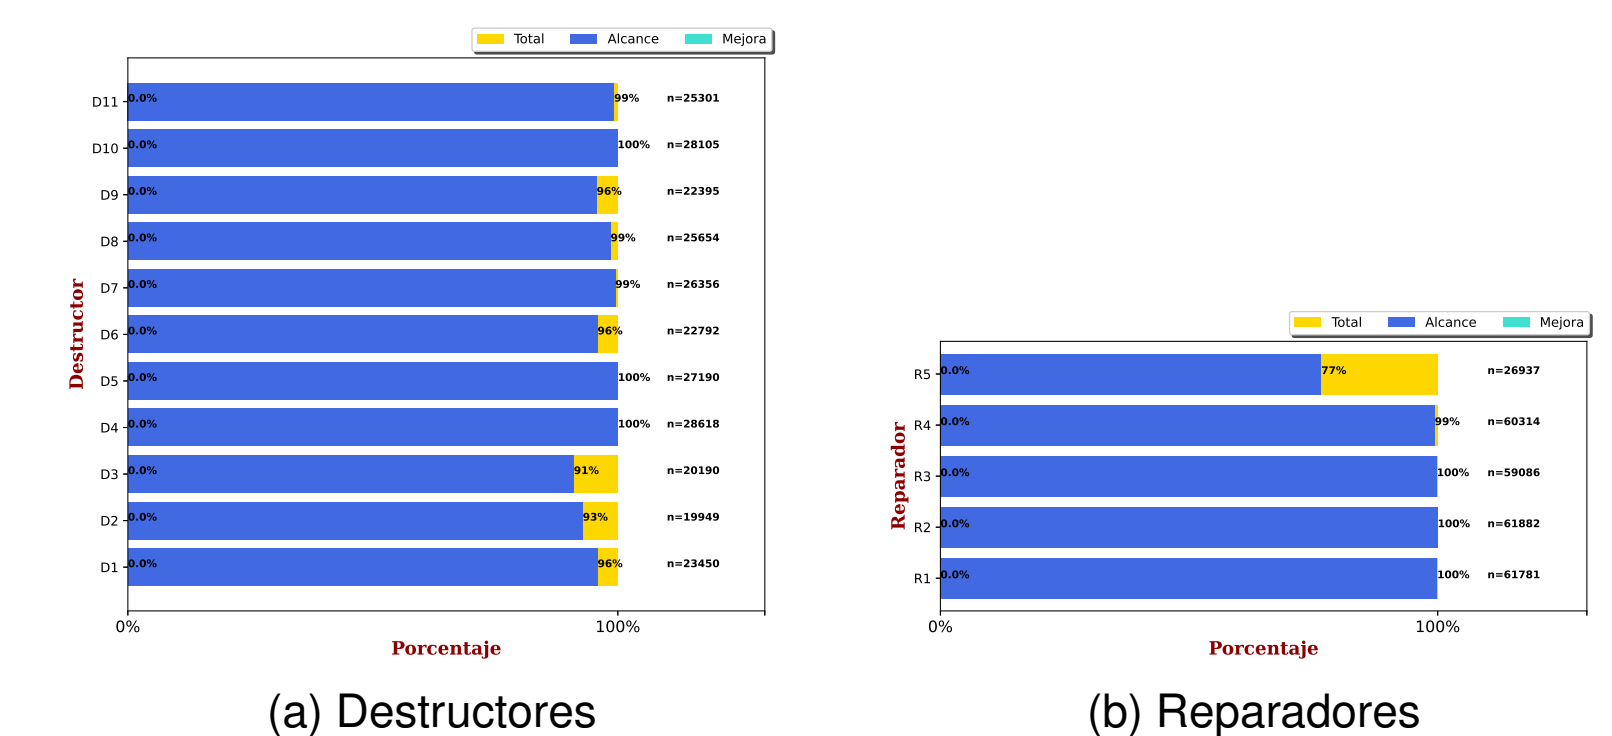 Total Alcance Mejora
D11 0.0% 99% n=25301
D10 0.0% 100% n=28105
D9 0.0% 96% n=22395
D8 0.0% 99% n=25654
D7 0.0% 99% n=26356
D6 0.0% 96% n=22792
D5 0.0% 100% n=27190
D4 0.0% 100% n=28618
D3 0.0% 91% n=20190
D2 0.0% 93% n=19949
D1 0.0% 96% n=23450
Destructor
0% 100%
Porcentaje
(a) Destructores
Total Alcance Mejora
R5 0.0% 77% n=26937
R4 0.0% 99% n=60314
R3 0.0% 100% n=59086
R2 0.0% 100% n=61882
R1 0.0% 100% n=61781
Reparador
0% 100%
Porcentaje
(b) Reparadores